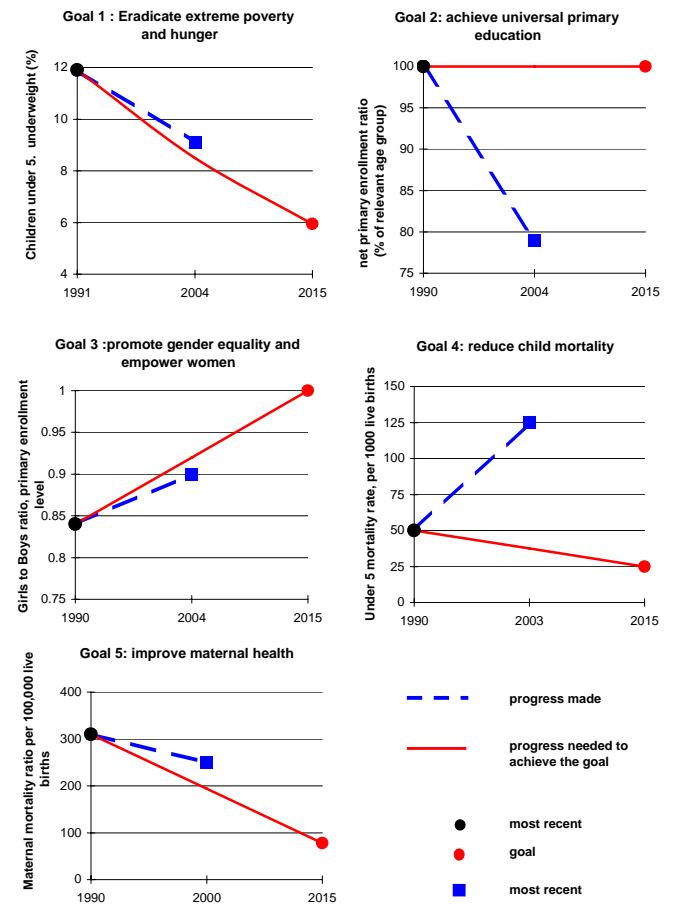 Goal 1 : Eradicate extreme poverty
and hunger
Children under 5. underweight (%)
12
10
8
6
4
1991
2004
2015
Goal 2: achieve universal primary
education
net primary enrollment ratio
(% of relevant age group)
100
95
90
85
80
75
1990
2004
2015
Goal 3 :promote gender equality and
empower women
Girls to Boys ratio, primary enrollment
level
1
0.95
0.9
0.85
0.8
0.75
1990
2004
2015
Goal 4: reduce child mortality
Under 5 mortality rate, per 1000 live births
150
125
100
75
50
25
0
1990
2003
2015
Goal 5: improve maternal health
Maternal mortality ratio per 100,000 live
births
400
300
200
100
0
1990
2000
2015
progress made
progress needed to
achieve the goal
most recent
goal
most recent